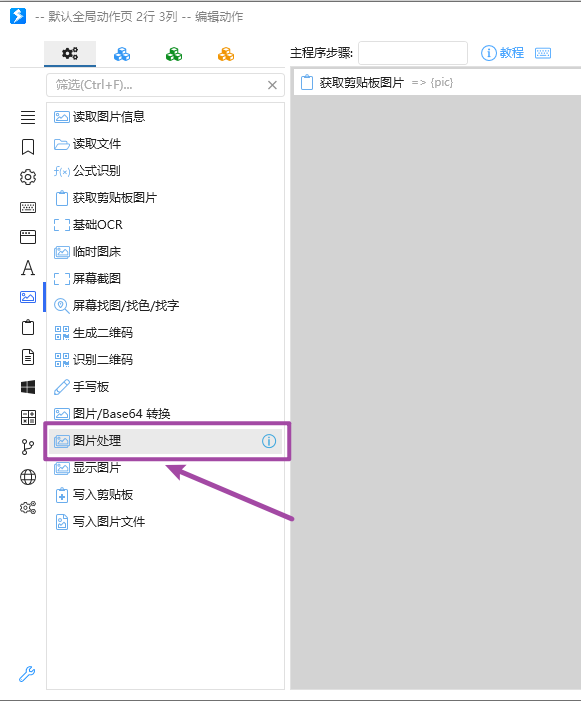 -- 默认全局动作页 2行 3列 -- 编辑动作
主程序步骤:
教程
筛选(Ctrl+F)...
获取剪贴板图片 => {pic}
读取图片信息
读取文件
f(x) 公式识别
获取剪贴板图片
基础OCR
临时图床
屏幕截图
屏幕找图/找色/找字
生成二维码
识别二维码
手写板
图片/Base64 转换
图片处理
显示图片
写入剪贴板
写入图片文件